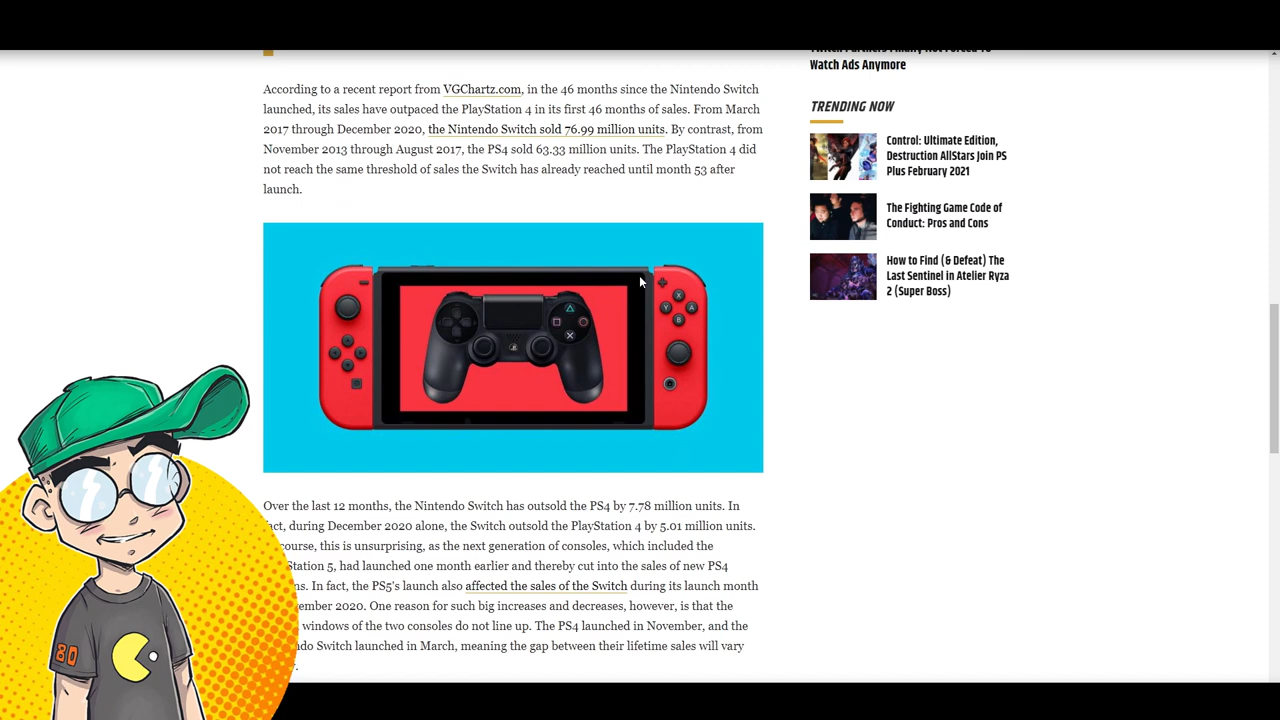 According to a recent report from VGChartz.com, in the 46 months since the Nintendo Switch
launched, its sales have outpaced the PlayStation 4 in its first 46 months of sales. From March
2017 through December 2020, the Nintendo Switch sold 76.99 million units. By contrast, from
November 2013 through August 2017, the PS4 sold 63.33 million units. The PlayStation 4 did
not reach the same threshold of sales the Switch has already reached until month 53 after
launch.
X
Y
A
B
Over the last 12 months, the Nintendo Switch has outsold the PS4 by 7.78 million units. In
fact, during December 2020 alone, the Switch outsold the PlayStation 4 by 5.01 million units.
course, this is unsurprising, as the next generation of consoles, which included the
Station 5, had launched one month earlier and thereby cut into the sales of new PS4
ns. In fact, the PS5's launch also affected the sales of the Switch during its launch month
ember 2020. One reason for such big increases and decreases, however, is that the
windows of the two consoles do not line up. The PS4 launched in November, and the
do Switch launched in March, meaning the gap between their lifetime sales will vary
80
Watch Ads Anymore
TRENDING NOW
Control: Ultimate Edition,
Destruction AllStars Join PS
Plus February 2021
The Fighting Game Code of
Conduct: Pros and Cons
How to Find (& Defeat) The
Last Sentinel in Atelier Ryza
2 (Super Boss)